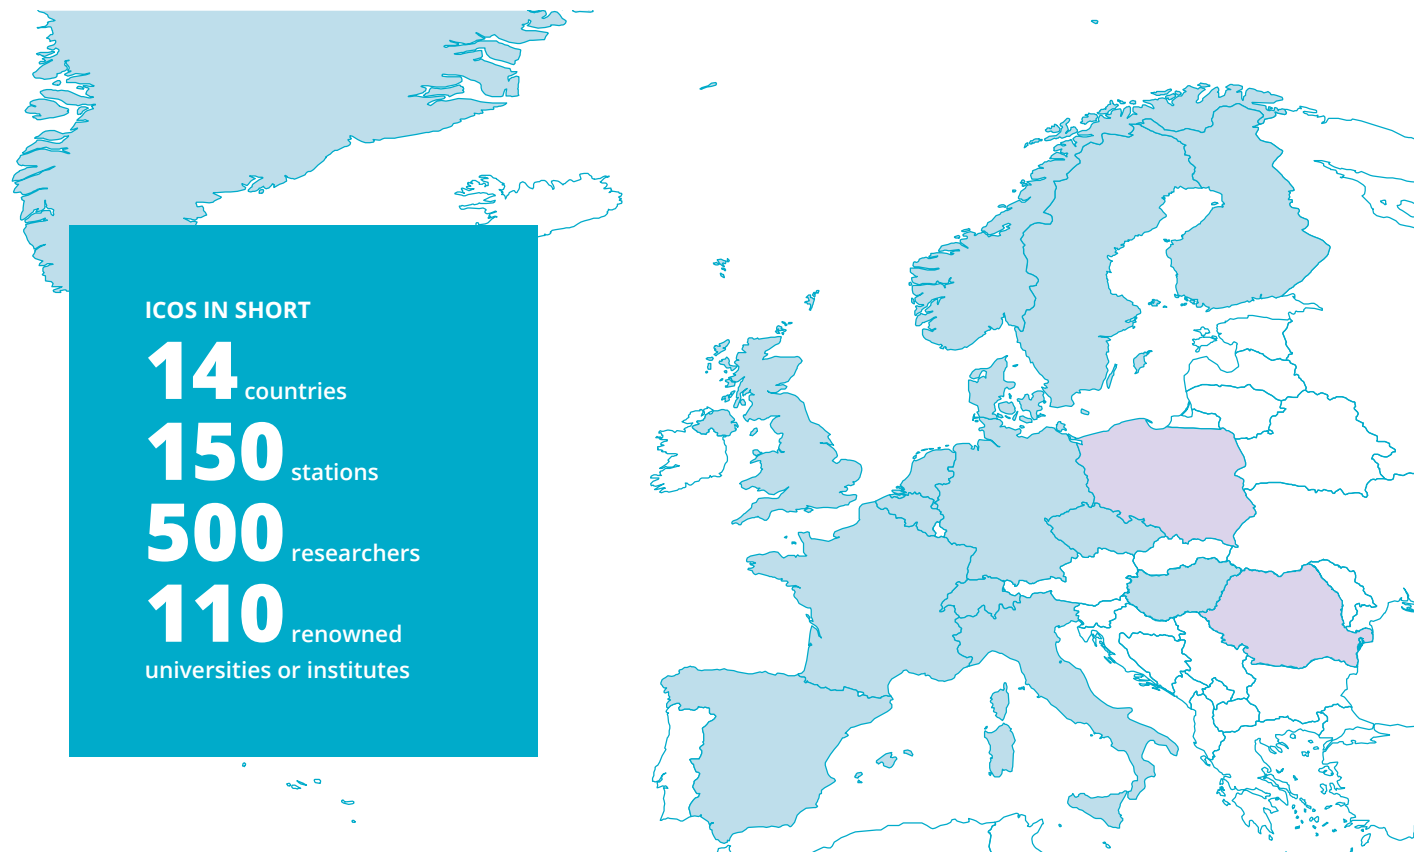 ICOS IN SHORT
14 countries
150 stations
500 researchers
110 renowned
universities or institutes